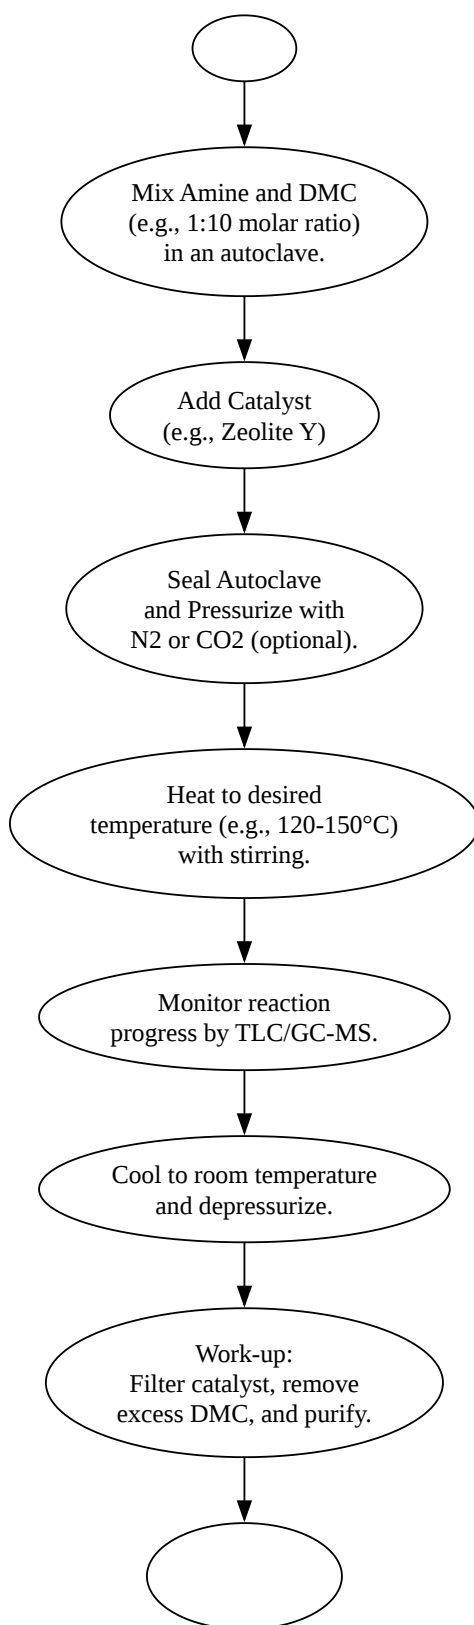 Mix Amine and DMC
(e.g., 1:10 molar ratio)
in an autoclave.
Add Catalyst
(e.g., Zeolite Y)
Seal Autoclave
and Pressurize with
N2 or CO2 (optional).
Heat to desired
temperature (e.g., 120-150°C)
with stirring.
Monitor reaction
progress by TLC/GC-MS.
Cool to room temperature
and depressurize.
Work-up:
Filter catalyst, remove
excess DMC, and purify.